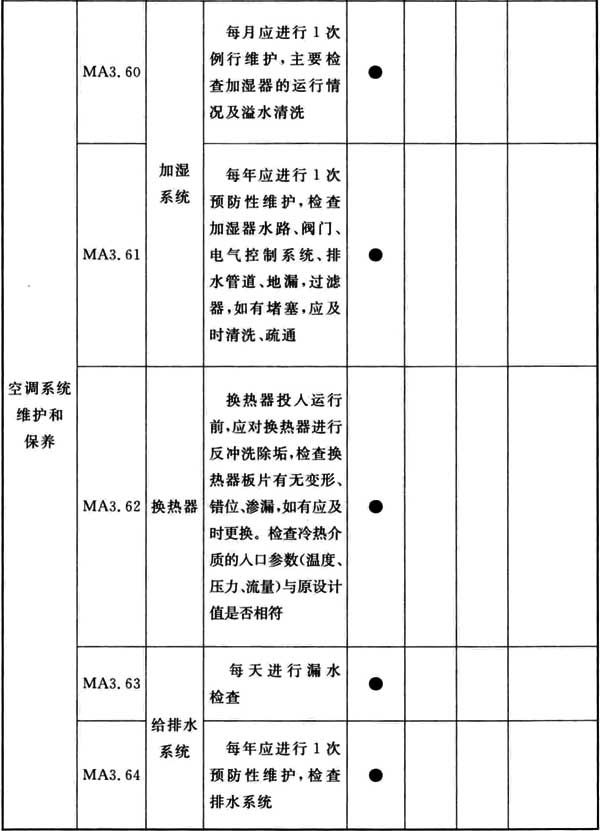 空调系统
维护和
保养
MA3.60
加湿
系统
每月应进行1次
例行维护,主要检
查加湿器的运行情
况及溢水清洗
●
MA3.61
每年应进行1次
预防性维护,检查
加湿器水路、阀门、
电气控制系统、排
水管道、地漏,过滤
器,如有堵塞,应及
时清洗、疏通
●
MA3.62
换热器
换热器投人运行
前,应对换热器进行
反冲洗除垢,检查换
热器板片有无变形、
错位、渗漏,如有应及
时更换。检查冷热介
质的人口参数(温度、
压力、流量)与原设计
值是否相符
●
MA3.63
给排水
系统
每天进行漏水
检查
●
MA3.64
每年应进行1次
预防性维护,检查
排水系统
●